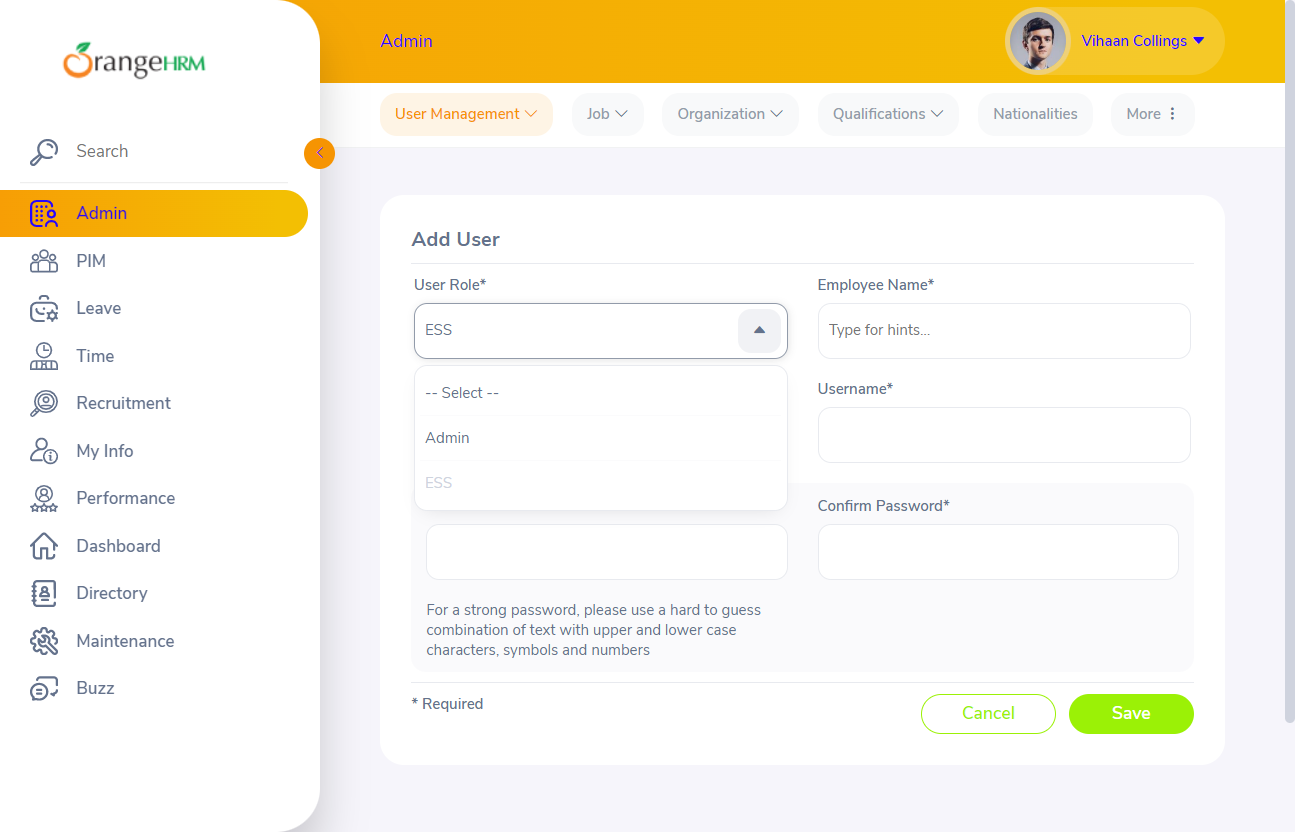 OrangeHRM
Search
Admin
PIM
Leave
Time
Recruitment
My Info
Performance
Dashboard
Directory
Maintenance
Buzz
Admin
Vihaan Collings
User Management
Job
Organization
Qualifications
Nationalities
More
Add User
User Role*
Employee Name*
ESS
Type for hints...
-- Select --
Admin
ESS
Username*
Confirm Password*
For a strong password, please use a hard to guess
combination of text with upper and lower case
characters, symbols and numbers
* Required
Cancel
Save